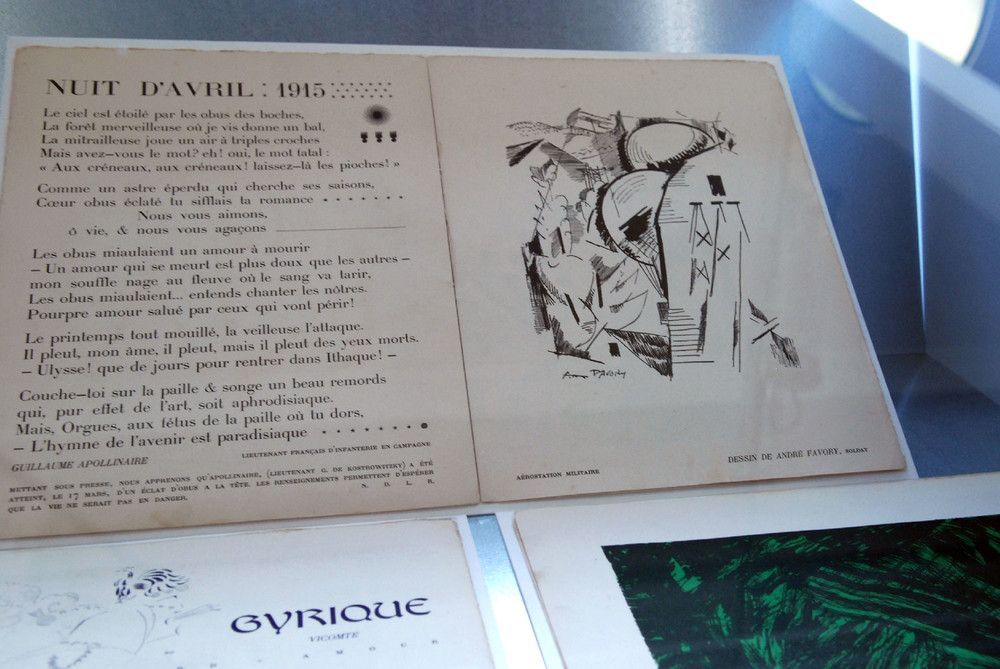 NUIT D'AVRIL : 1915
Le ciel est étoilé par les obus des boches,
La forêt merveilleuse où je vis donne un bal,
La mitrailleuse joue un air à triples croches
Mais avez-vous le mot? eh! oui, le mot fatal :
« Aux créneaux, aux créneaux! laissez-là les pioches! »
Comme un astre éperdu qui cherche ses saisons,
Cœur obus éclaté tu sifflais ta romance
Nous vous aimons,
ô vie, & nous vous agaçons
Les obus miaulaient un amour à mourir
– Un amour qui se meurt est plus doux que les autres –
mon souffle nage au fleuve où le sang va tarir,
Les obus miaulaient... entends chanter les nôtres.
Pourpre amour salué par ceux qui vont périr!
Le printemps tout mouillé, la veilleuse l'attaque.
Il pleut, mon âme, il pleut, mais il pleut des yeux morts.
– Ulysse! que de jours pour rentrer dans Ithaque! –
Couche-toi sur la paille & songe un beau remords
qui, pur effet de l'art, soit aphrodisiaque.
Mais, Orgues, aux fétus de la paille où tu dors,
– L'hymne de l'avenir est paradisiaque
LIEUTENANT FRANÇAIS D'INFANTERIE EN CAMPAGNE
GUILLAUME APOLLINAIRE
METTANT SOUS PRESSE, NOUS APPRENONS QU'APOLLINAIRE, (LIEUTENANT G. DE KOSTROWITZKY) A ÉTÉ
ATTEINT, LE 17 MARS, D'UN ÉCLAT D'OBUS A LA TÊTE. LES RENSEIGNEMENTS PERMETTENT D'ESPÉRER
QUE LA VIE NE SERAIT PAS EN DANGER. N. D. L. R.
AÉROSTATION MILITAIRE
DESSIN DE ANDRÉ FAVORY, SOLDAT
GYRIQUE
VICOMTE
D'AMOUR